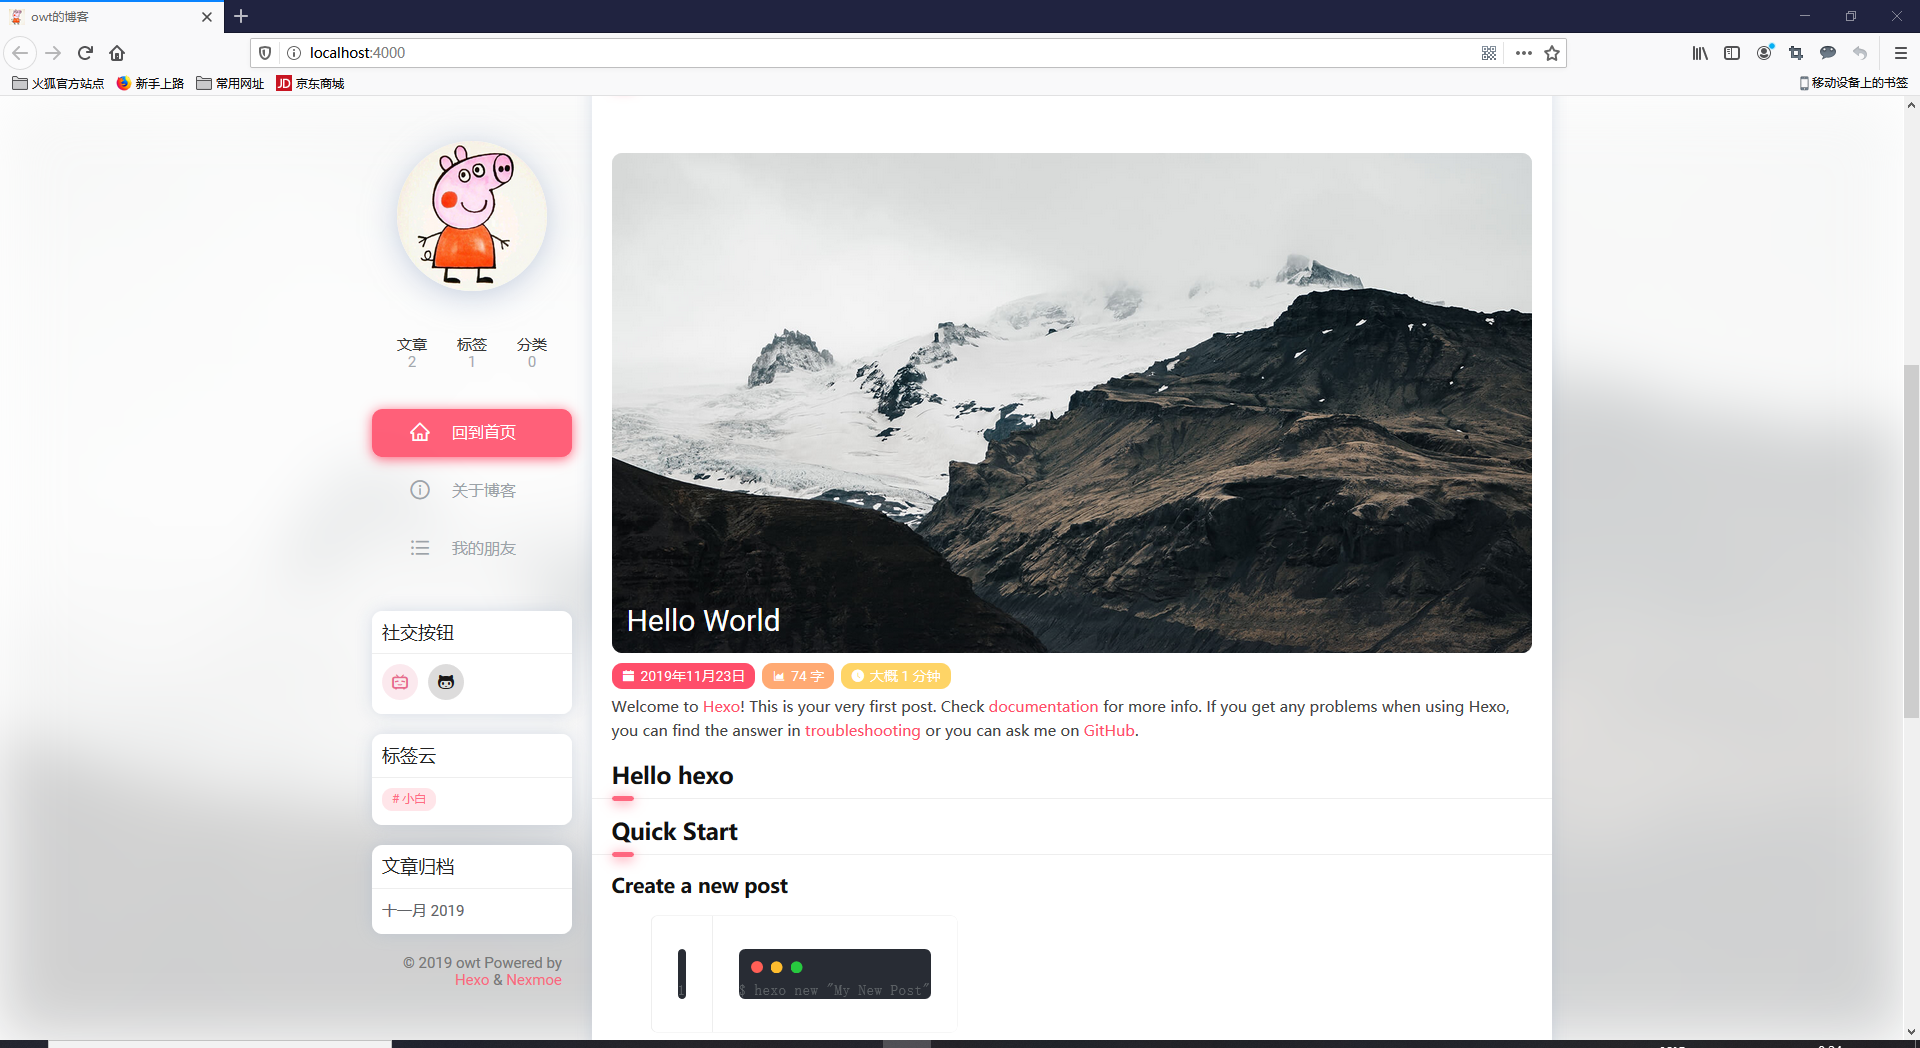 owt的博客
localhost:4000
火狐官方站点
新手上路
常用网址
JD 京东商城
移动设备上的书签
文章 标签 分类
2 1 0
回到首页
关于博客
我的朋友
社交按钮
标签云
# 小白
文章归档
十一月 2019
© 2019 owt Powered by
Hexo & Nexmoe
Hello World
2019年11月23日 74 字 大概 1 分钟
Welcome to Hexo! This is your very first post. Check documentation for more info. If you get any problems when using Hexo,
you can find the answer in troubleshooting or you can ask me on GitHub.
Hello hexo
Quick Start
Create a new post
1 $ hexo new "My New Post"